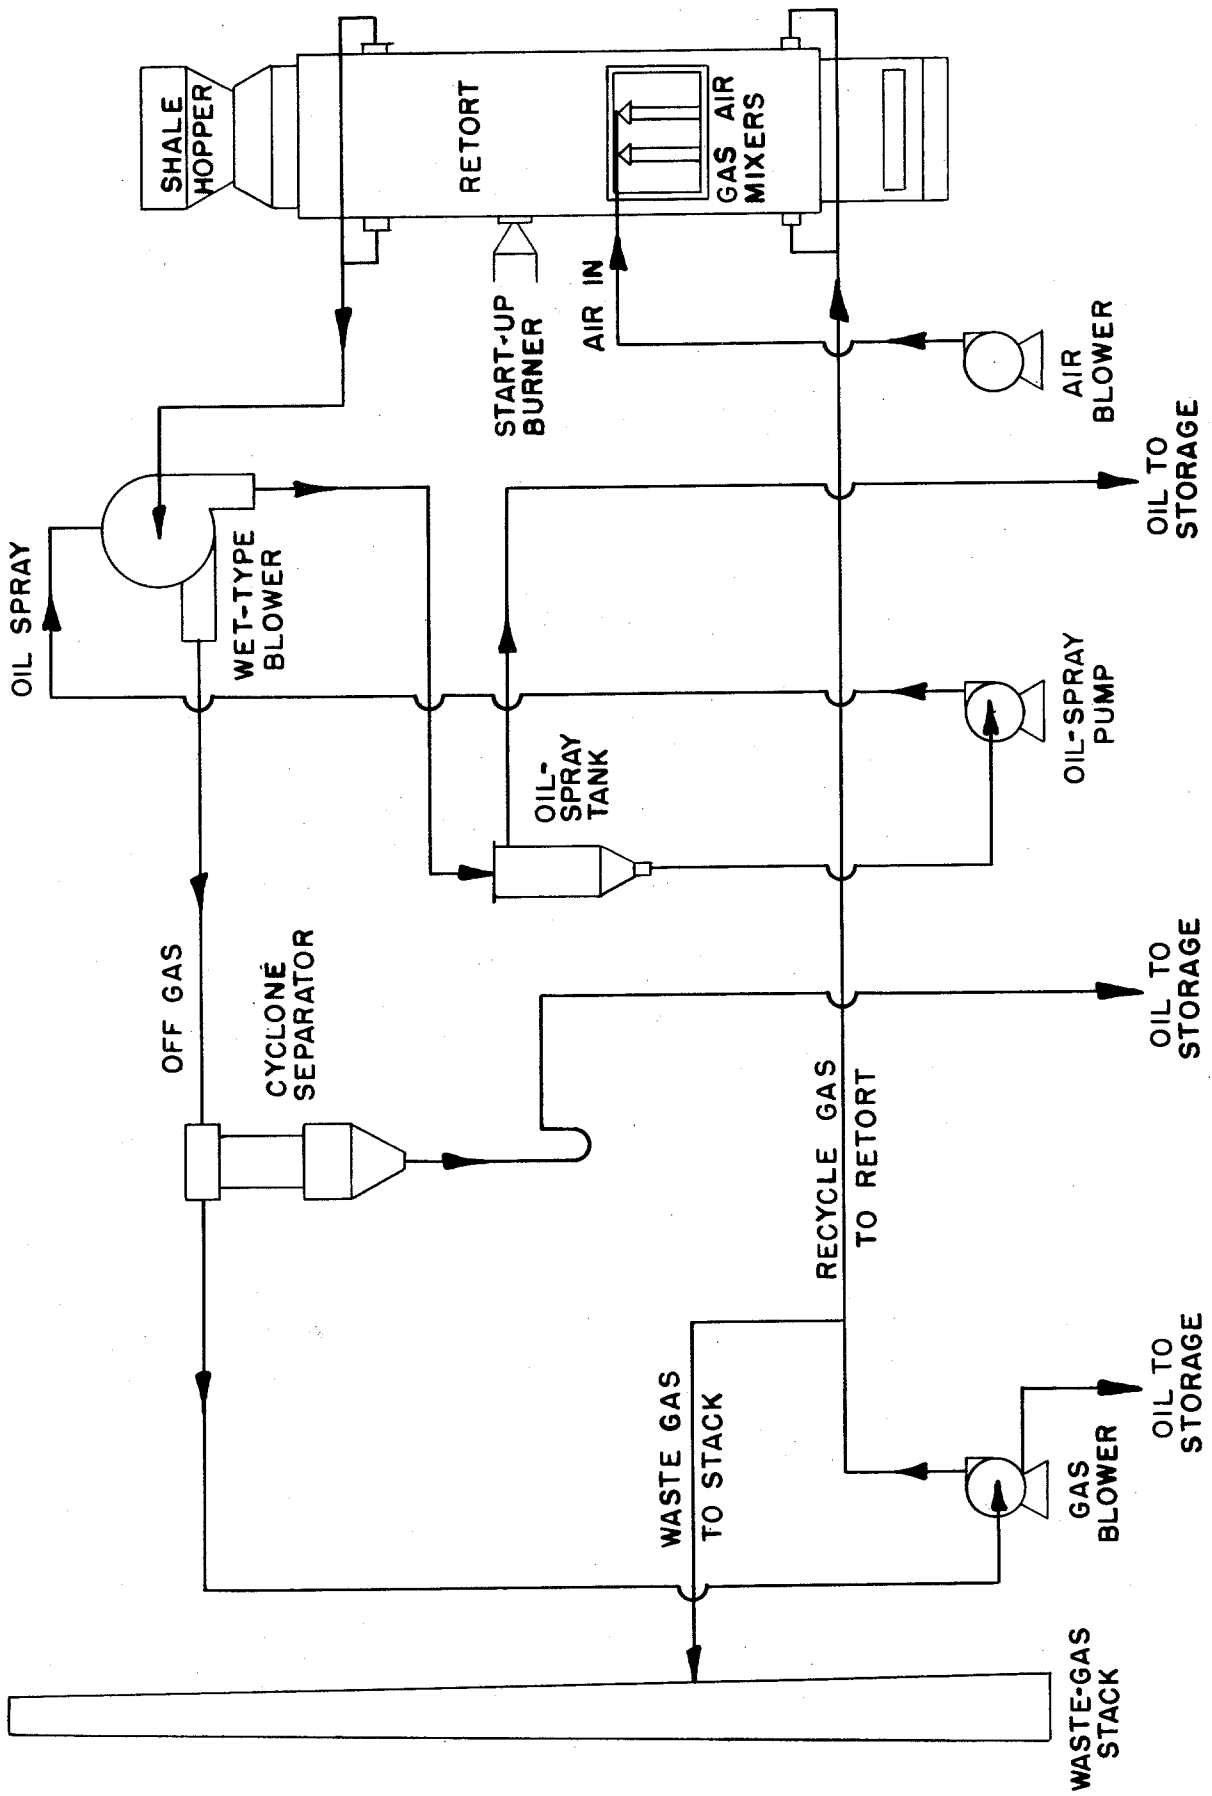 SHALE
HOPPER
RETORT
GAS AIR
MIXERS
START-UP
BURNER
AIR IN
AIR
BLOWER
OIL SPRAY
WET-TYPE
BLOWER
OIL TO
STORAGE
OIL-
SPRAY
TANK
OIL-SPRAY
PUMP
OFF GAS
CYCLONE
SEPARATOR
OIL TO
STORAGE
RECYCLE GAS
TO RETORT
WASTE GAS
TO STACK
GAS
BLOWER
OIL TO
STORAGE
WASTE-GAS
STACK